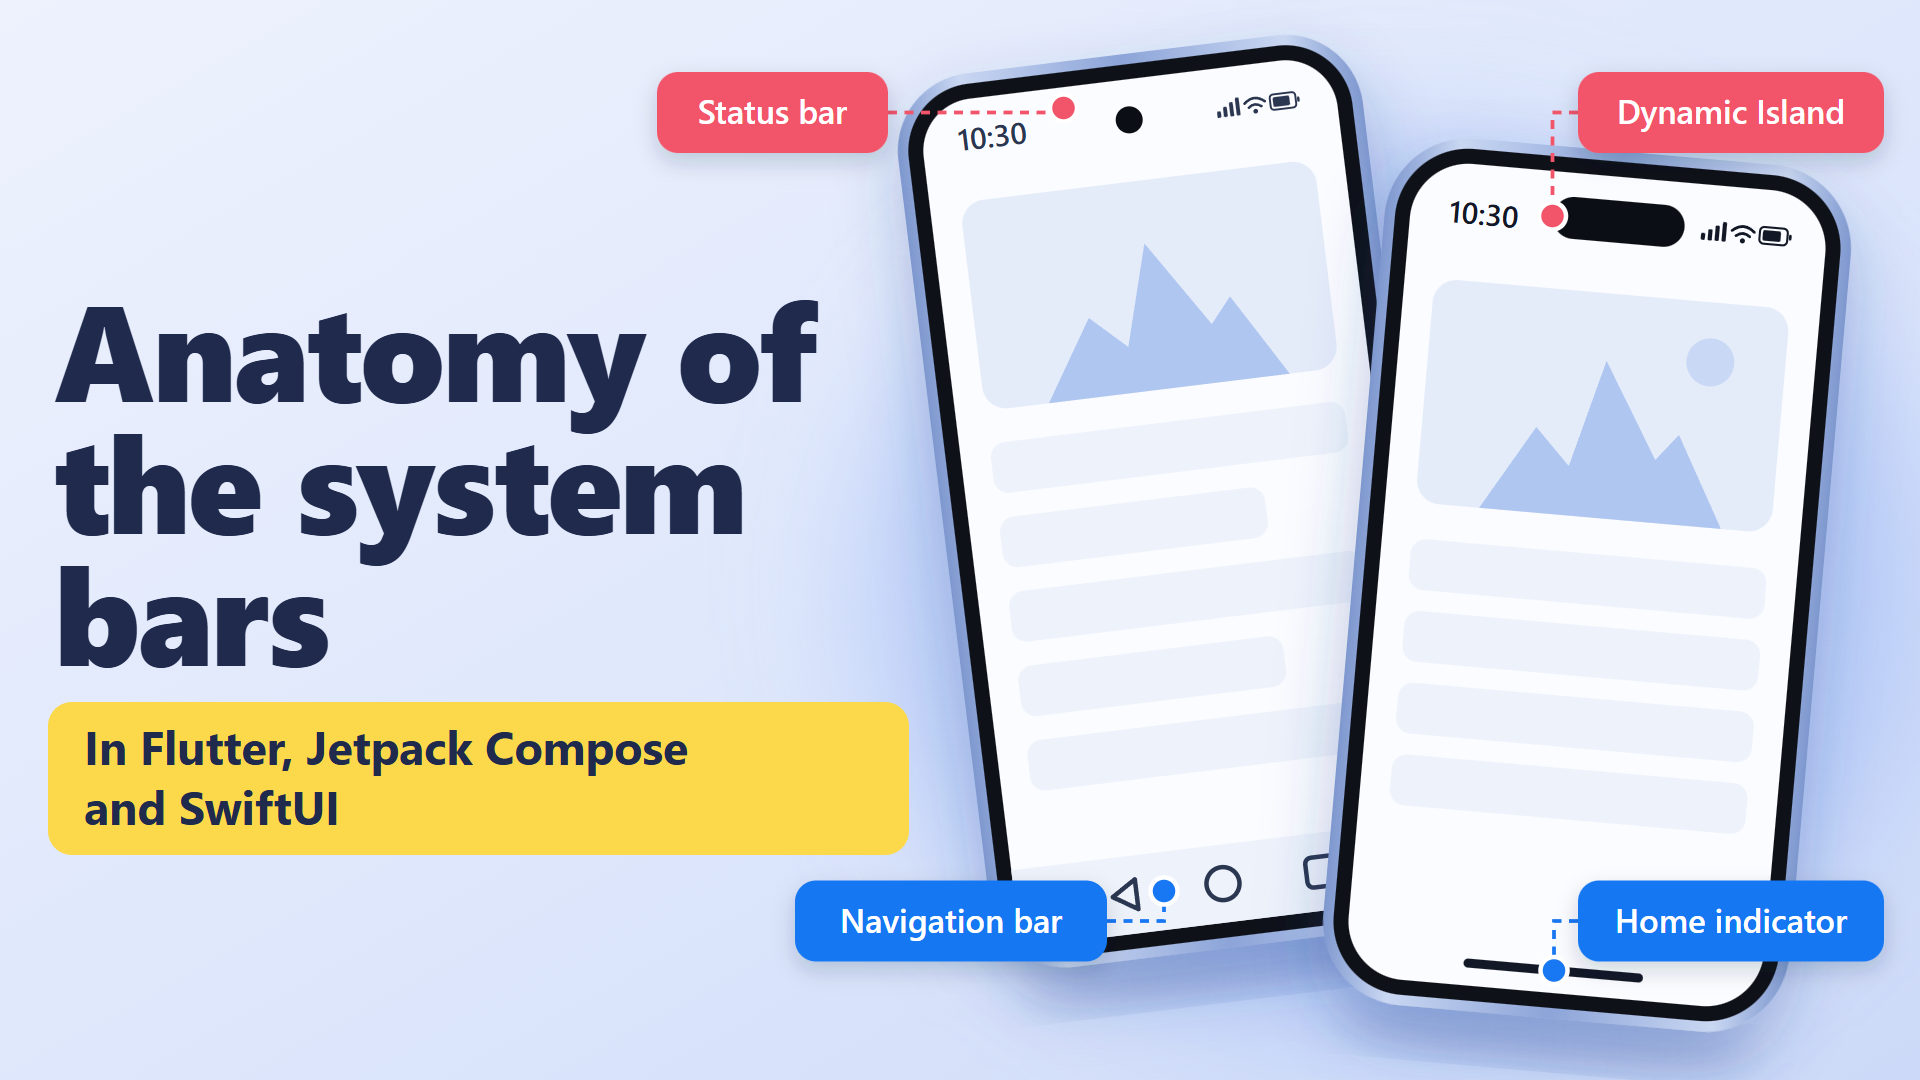 Status bar
Dynamic Island
10:30
10:30
Anatomy of
the system
bars
In Flutter, Jetpack Compose
and SwiftUI
Navigation bar
Home indicator